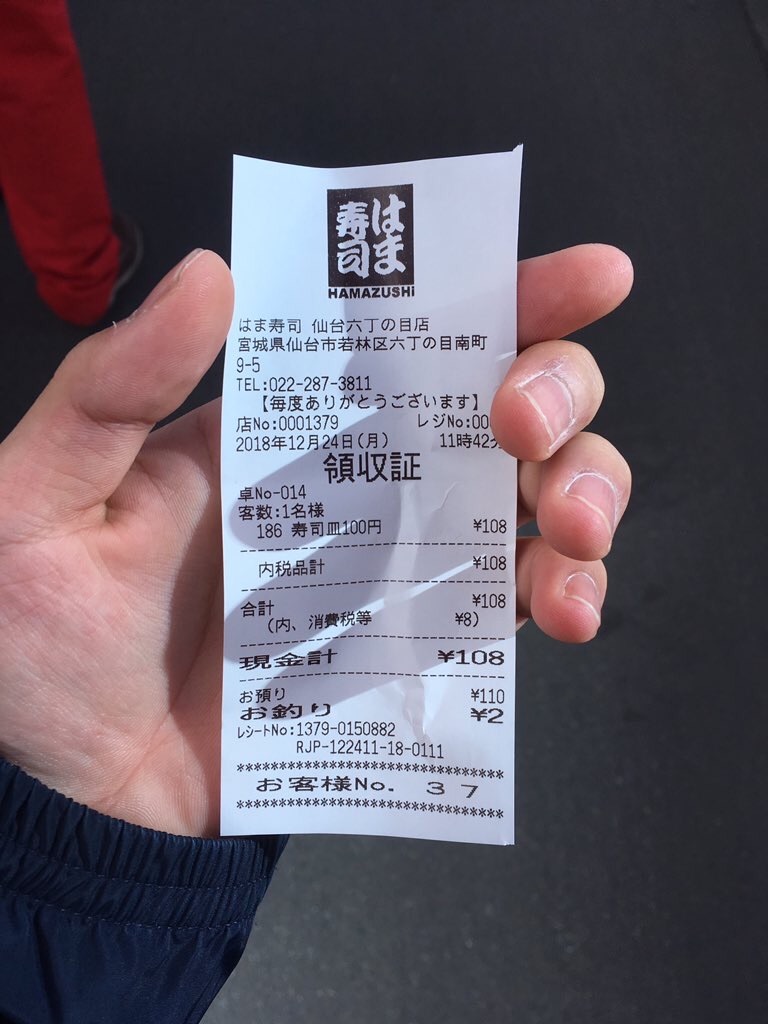 はま
寿司
HAMAZUSHI
はま寿司 仙台六丁の目店
宮城県仙台市若林区六丁の目南町
9-5
TEL:022-287-3811
【毎度ありがとうございます】
店No:0001379 レジNo:00
2018年12月24日(月) 11時42分
領収証
卓No-014
客数:1名様
186 寿司皿100円 ¥108
内税品計 ¥108
合計 ¥108
(内、消費税等 ¥8)
現金計 ¥108
お預り ¥110
お釣り ¥2
レシートNo:1379-0150882
RJP-122411-18-0111
************************************
お客様No. 37
************************************